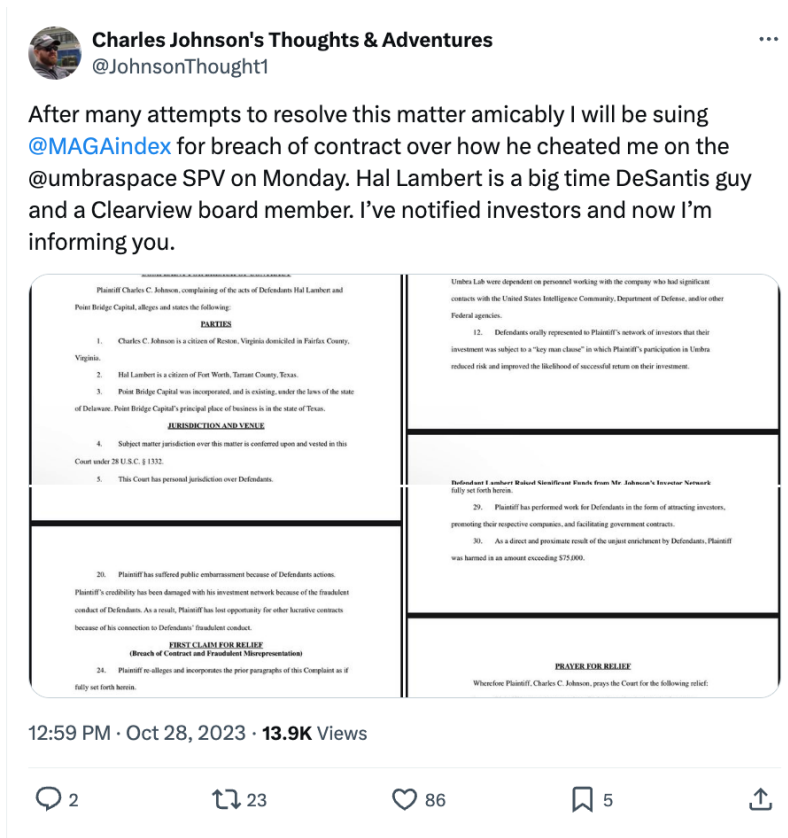 Charles Johnson's Thoughts & Adventures
@JohnsonThought1
After many attempts to resolve this matter amicably I will be suing
@MAGAindex for breach of contract over how he cheated me on the
@umbraspace SPV on Monday. Hal Lambert is a big time DeSantis guy
and a Clearview board member. I’ve notified investors and now I’m
informing you.
Plaintiff Charles C. Johnson, complaining of the acts of Defendants Hal Lambert and
Point Bridge Capital, alleges and states the following:
PARTIES
1. Charles C. Johnson is a citizen of Reston, Virginia domiciled in Fairfax County,
Virginia.
2. Hal Lambert is a citizen of Fort Worth, Tarrant County, Texas.
3. Point Bridge Capital was incorporated, and is existing, under the laws of the state
of Delaware. Point Bridge Capital's principal place of business is in the state of Texas.
JURISDICTION AND VENUE
4. Subject matter jurisdiction over this matter is conferred upon and vested in this
Court under 28 U.S.C. § 1332.
5. This Court has personal jurisdiction over Defendants.
Umbra Lab were dependent on personnel working with the company who had significant
contacts with the United States Intelligence Community, Department of Defense, and/or other
Federal agencies.
12. Defendants orally represented to Plaintiff's network of investors that their
investment was subject to a "key man clause" in which Plaintiff's participation in Umbra
reduced risk and improved the likelihood of successful return on their investment.
Defendant Lambert Raised Significant Funds from Mr. Johnson's Investor Network
20. Plaintiff has suffered public embarrassment because of Defendants actions.
Plaintiff's credibility has been damaged with his investment network because of the fraudulent
conduct of Defendants. As a result, Plaintiff has lost opportunity for other lucrative contracts
because of his connection to Defendants' fraudulent conduct.
FIRST CLAIM FOR RELIEF
(Breach of Contract and Fraudulent Misrepresentation)
24. Plaintiff re-alleges and incorporates the prior paragraphs of this Complaint as if
fully set forth herein.
fully set forth herein.
29. Plaintiff has performed work for Defendants in the form of attracting investors,
promoting their respective companies, and facilitating government contracts.
30. As a direct and proximate result of the unjust enrichment by Defendants, Plaintiff
was harmed in an amount exceeding $75,000.
PRAYER FOR RELIEF
Wherefore Plaintiff, Charles C. Johnson, prays the Court for the following relief:
12:59 PM · Oct 28, 2023 · 13.9K Views
2 23 86 5